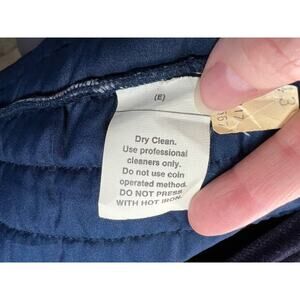 (E)
Dry Clean.
Use professional
cleaners only.
Do not use coin
operated method.
DO NOT PRESS
WITH HOT IRON.